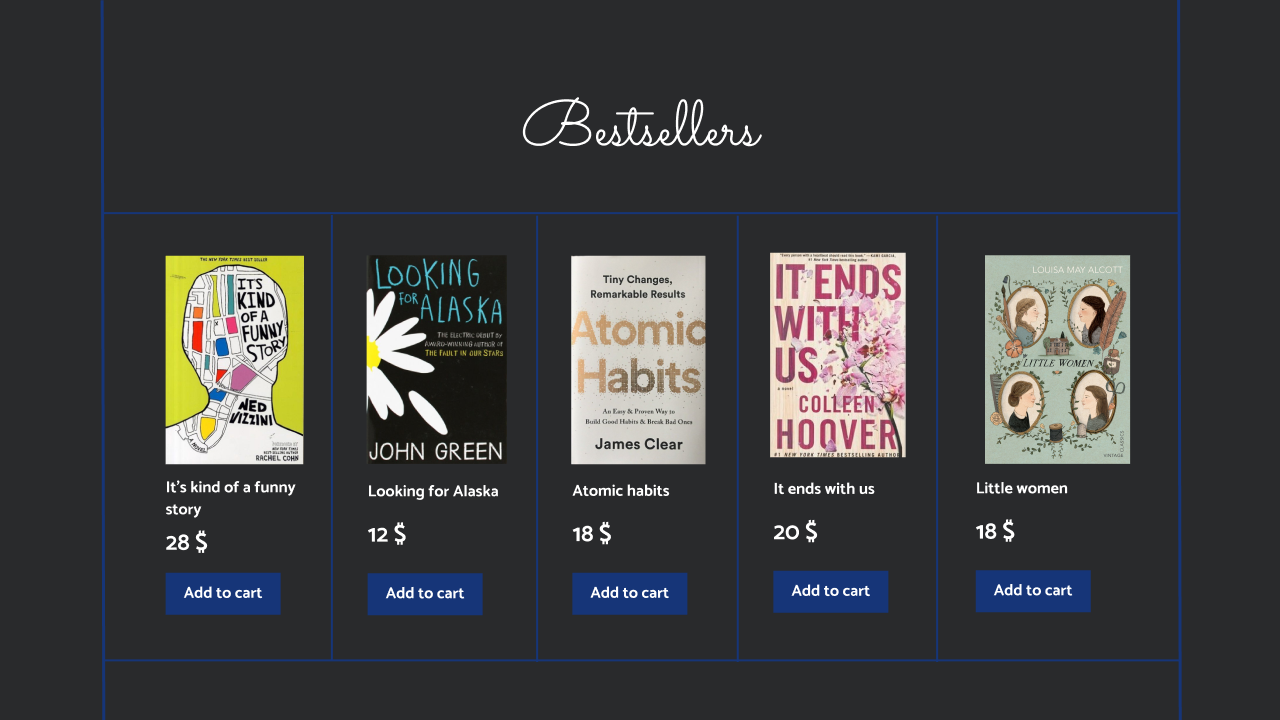 Bestsellers
THE NEW YORK TIMES BEST SELLER
ITS
KIND
OF A
FUNNY
STORY
NED
VIZZINI
RACHEL COHN
It's kind of a funny
story
28 $
Add to cart
LOOKING
FOR ALASKA
THE ELECTRIC DEBUT BY
AWARD-WINNING AUTHOR OF
THE FAULT IN OUR STARS
JOHN GREEN
Looking for Alaska
12 $
Add to cart
Tiny Changes,
Remarkable Results
Atomic
Habits
An Easy & Proven Way to
Build Good Habits & Break Bad Ones
James Clear
Atomic habits
18 $
Add to cart
IT ENDS
WITH
US
a novel
COLLEEN
HOOVER
#1 NEW YORK TIMES BESTSELLING AUTHOR
It ends with us
20 $
Add to cart
LOUISA MAY ALCOTT
LITTLE WOMEN
VINTAGE
CLASSICS
Little women
18 $
Add to cart